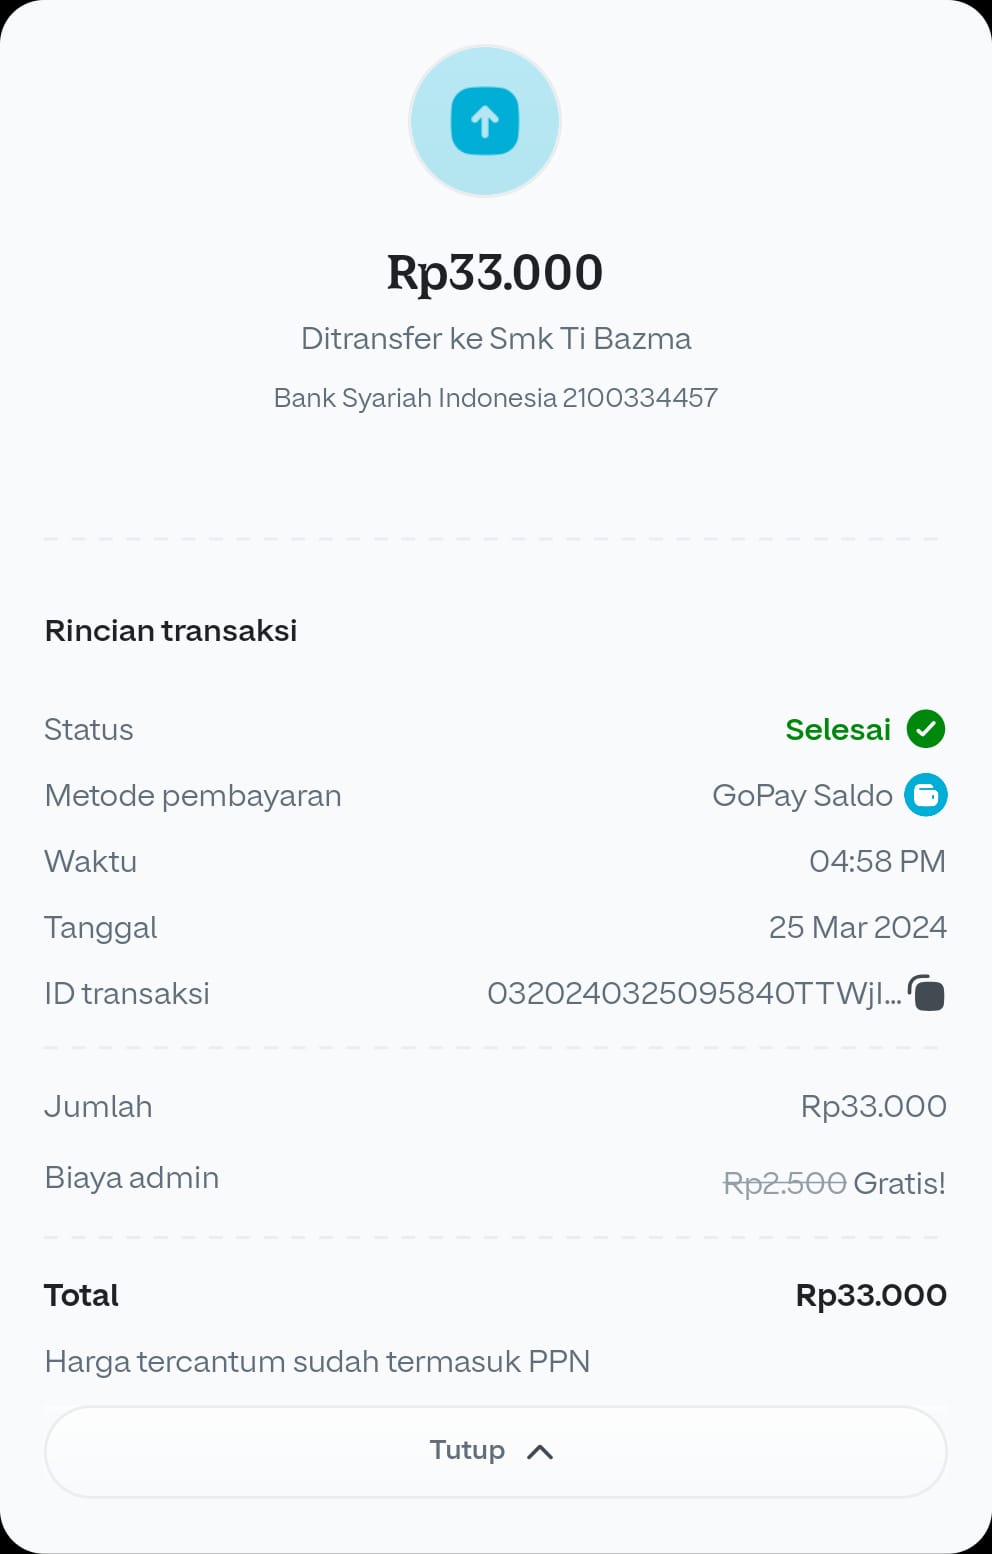 Rp33.000
Ditransfer ke Smk Ti Bazma
Bank Syariah Indonesia 2100334457
Rincian transaksi
Status Selesai
Metode pembayaran GoPay Saldo
Waktu 04:58 PM
Tanggal 25 Mar 2024
ID transaksi 0320240325095840TTWjI...
Jumlah Rp33.000
Biaya admin Rp2.500 Gratis!
Total Rp33.000
Harga tercantum sudah termasuk PPN
Tutup